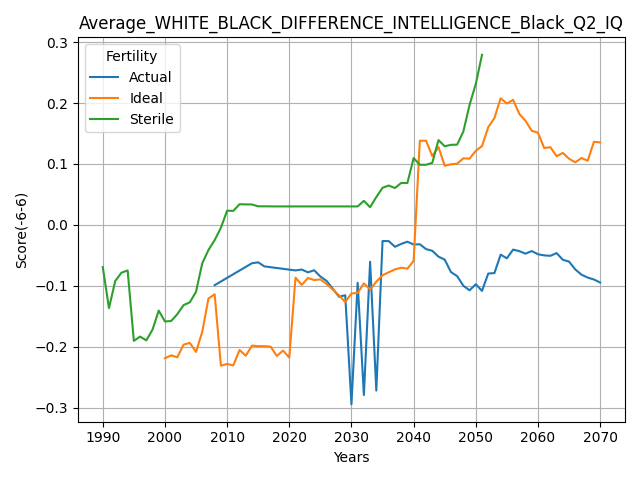 Average_WHITE_BLACK_DIFFERENCE_INTELLIGENCE_Black_Q2_IQ
Fertility
Actual
Ideal
Sterile
Score(-6-6)
0.3
0.2
0.1
0.0
−0.1
−0.2
−0.3
1990 2000 2010 2020 2030 2040 2050 2060 2070
Years